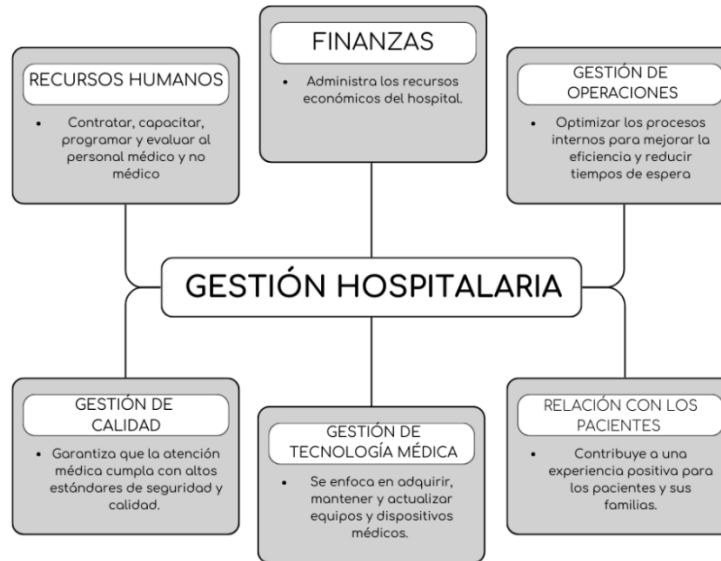 RECURSOS HUMANOS
• Contratar, capacitar,
programar y evaluar al
personal médico y no
médico
FINANZAS
• Administra los recursos
económicos del hospital.
GESTIÓN DE
OPERACIONES
• Optimizar los procesos
internos para mejorar la
eficiencia y reducir
tiempos de espera
GESTIÓN HOSPITALARIA
GESTIÓN DE
CALIDAD
• Garantiza que la atención
médica cumpla con altos
estándares de seguridad y
calidad.
GESTIÓN DE
TECNOLOGÍA MÉDICA
• Se enfoca en adquirir,
mantener y actualizar
equipos y dispositivos
médicos.
RELACIÓN CON LOS
PACIENTES
• Contribuye a una
experiencia positiva para
los pacientes y sus
familias.